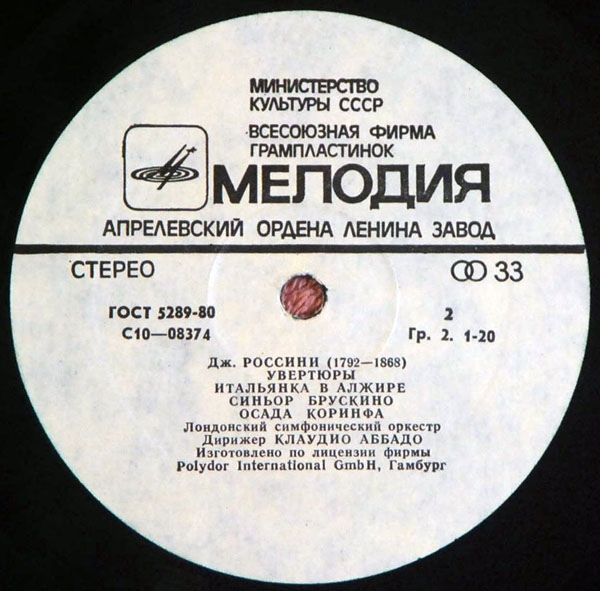 МИНИСТЕРСТВО
КУЛЬТУРЫ СССР
ВСЕСОЮЗНАЯ ФИРМА
ГРАМПЛАСТИНОК
МЕЛОДИЯ
АПРЕЛЕВСКИЙ ОРДЕНА ЛЕНИНА ЗАВОД
СТЕРЕО 33
ГОСТ 5289-80 2
С10—08374 Гр. 2. 1-20
Дж. РОССИНИ (1792—1868)
УВЕРТЮРЫ
ИТАЛЬЯНКА В АЛЖИРЕ
СИНЬОР БРУСКИНО
ОСАДА КОРИНФА
Лондонский симфонический оркестр
Дирижер КЛАУДИО АББАДО
Изготовлено по лицензии фирмы
Polydor International GmbH, Гамбург